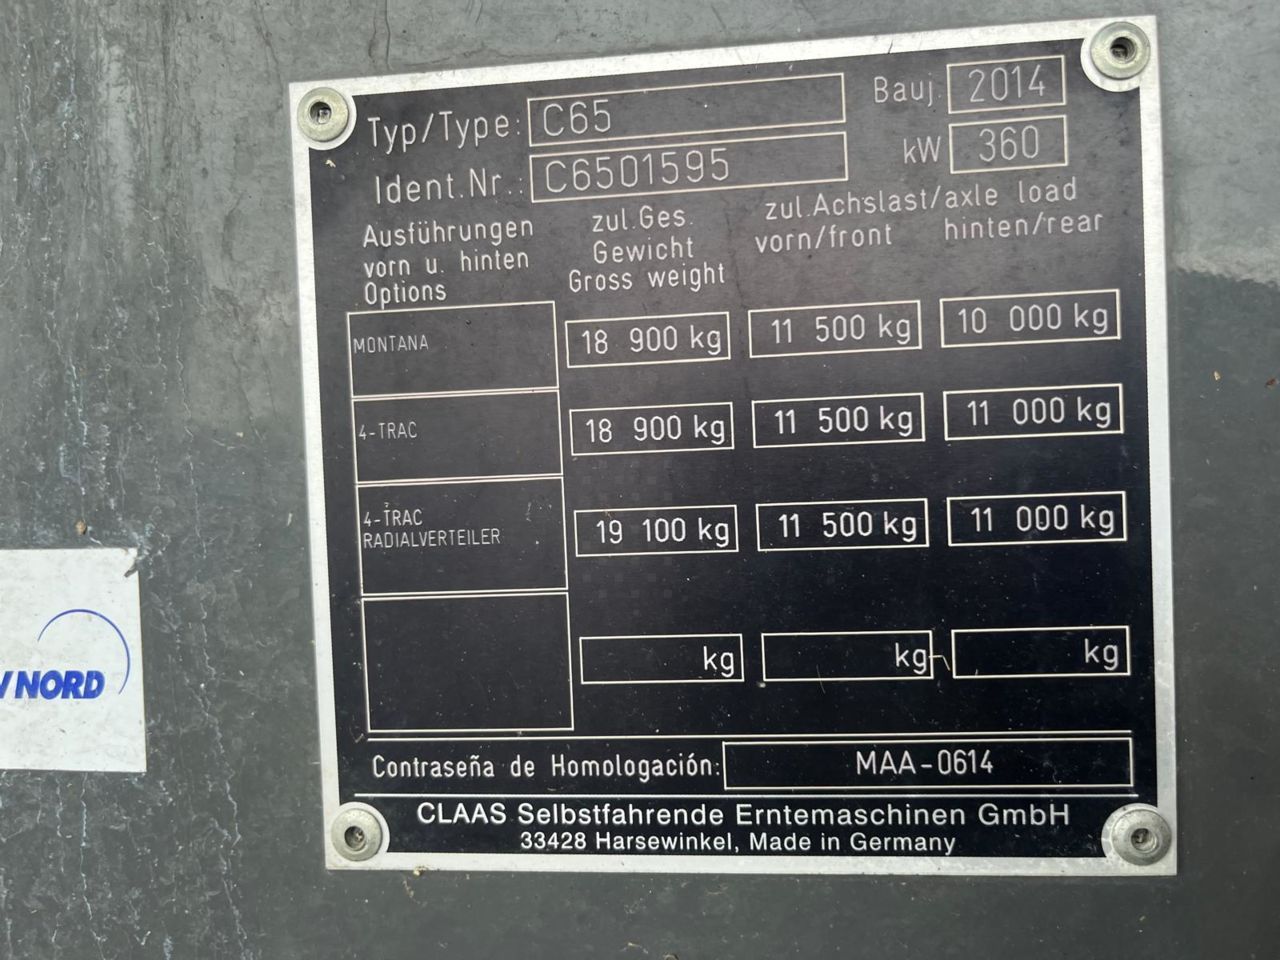 Typ/Type: C65 Bauj. 2014
Ident.Nr.: C6501595 kW 360
Ausführungen vorn u. hinten
Options
zul.Ges. Gewicht
Gross weight
zul.Achslast/axle load
vorn/front hinten/rear
MONTANA 18 900 kg 11 500 kg 10 000 kg
4-TRAC 18 900 kg 11 500 kg 11 000 kg
4-TRAC
RADIALVERTEILER 19 100 kg 11 500 kg 11 000 kg
kg kg kg
Contraseña de Homologación: MAA-0614
CLAAS Selbstfahrende Erntemaschinen GmbH
33428 Harsewinkel, Made in Germany
NORD